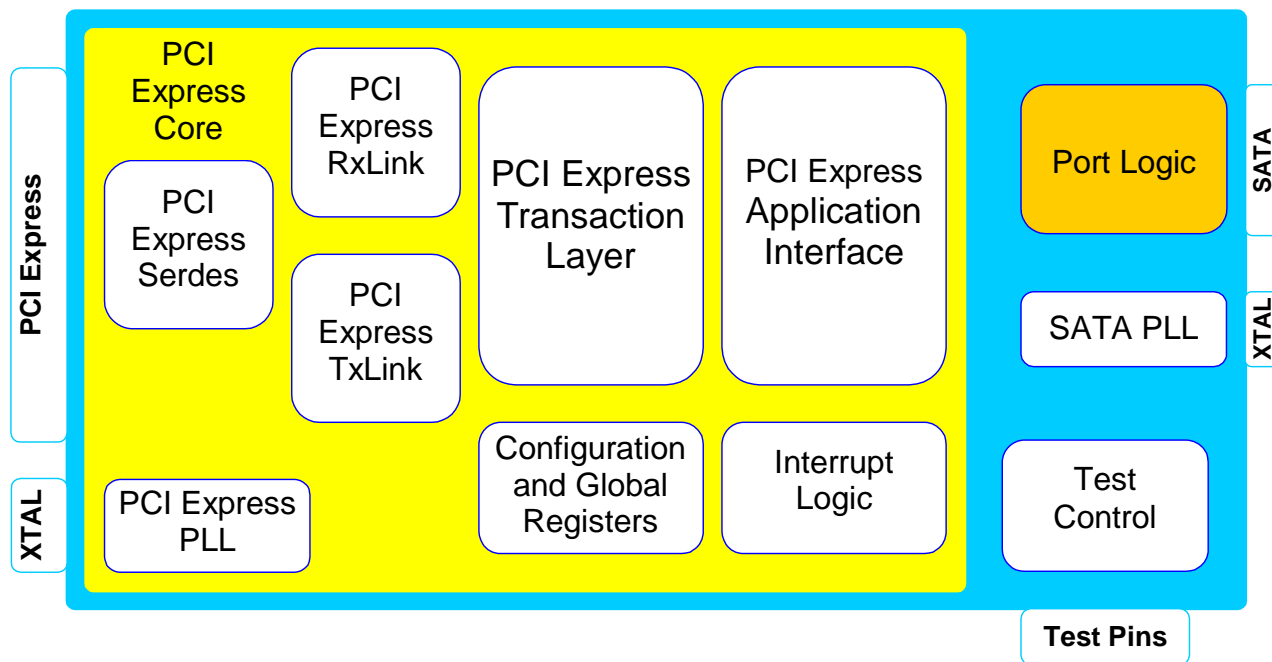 PCI
Express
Core
PCI
Express
RxLink
PCI Express
Transaction
Layer
PCI Express
Application
Interface
Port Logic
SATA
PCI Express
PCI
Express
Serdes
PCI
Express
TxLink
SATA PLL
XTAL
Configuration
and Global
Registers
Interrupt
Logic
Test
Control
XTAL
PCI Express
PLL
Test Pins